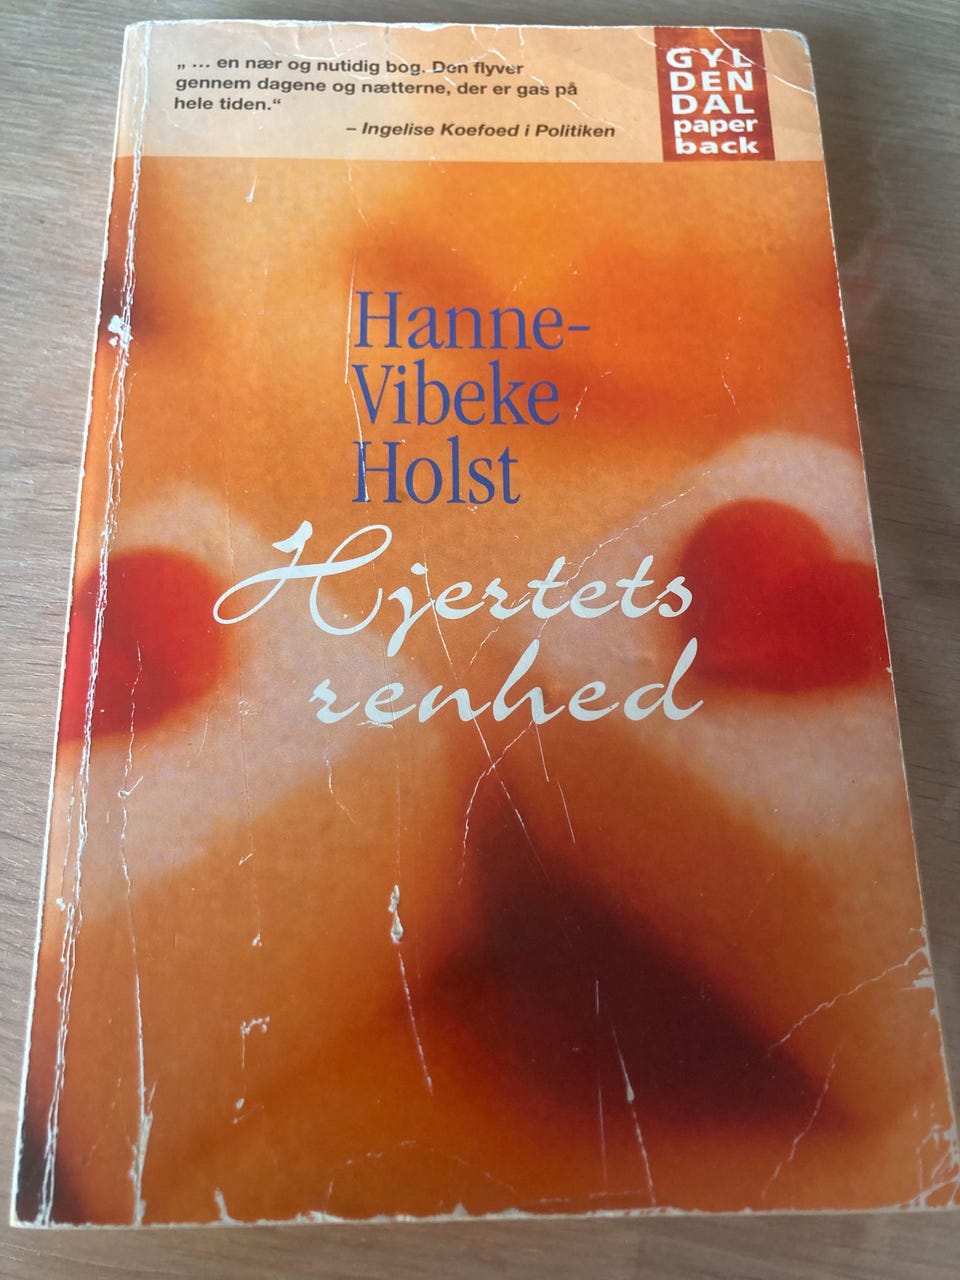 „ ... en nær og nutidig bog. Den flyver
gennem dagene og nætterne, der er gas på
hele tiden.“
– Ingelise Koefoed i Politiken
GYL
DEN
DAL
paper
back
Hanne-
Vibeke
Holst
Hjertets
renhed